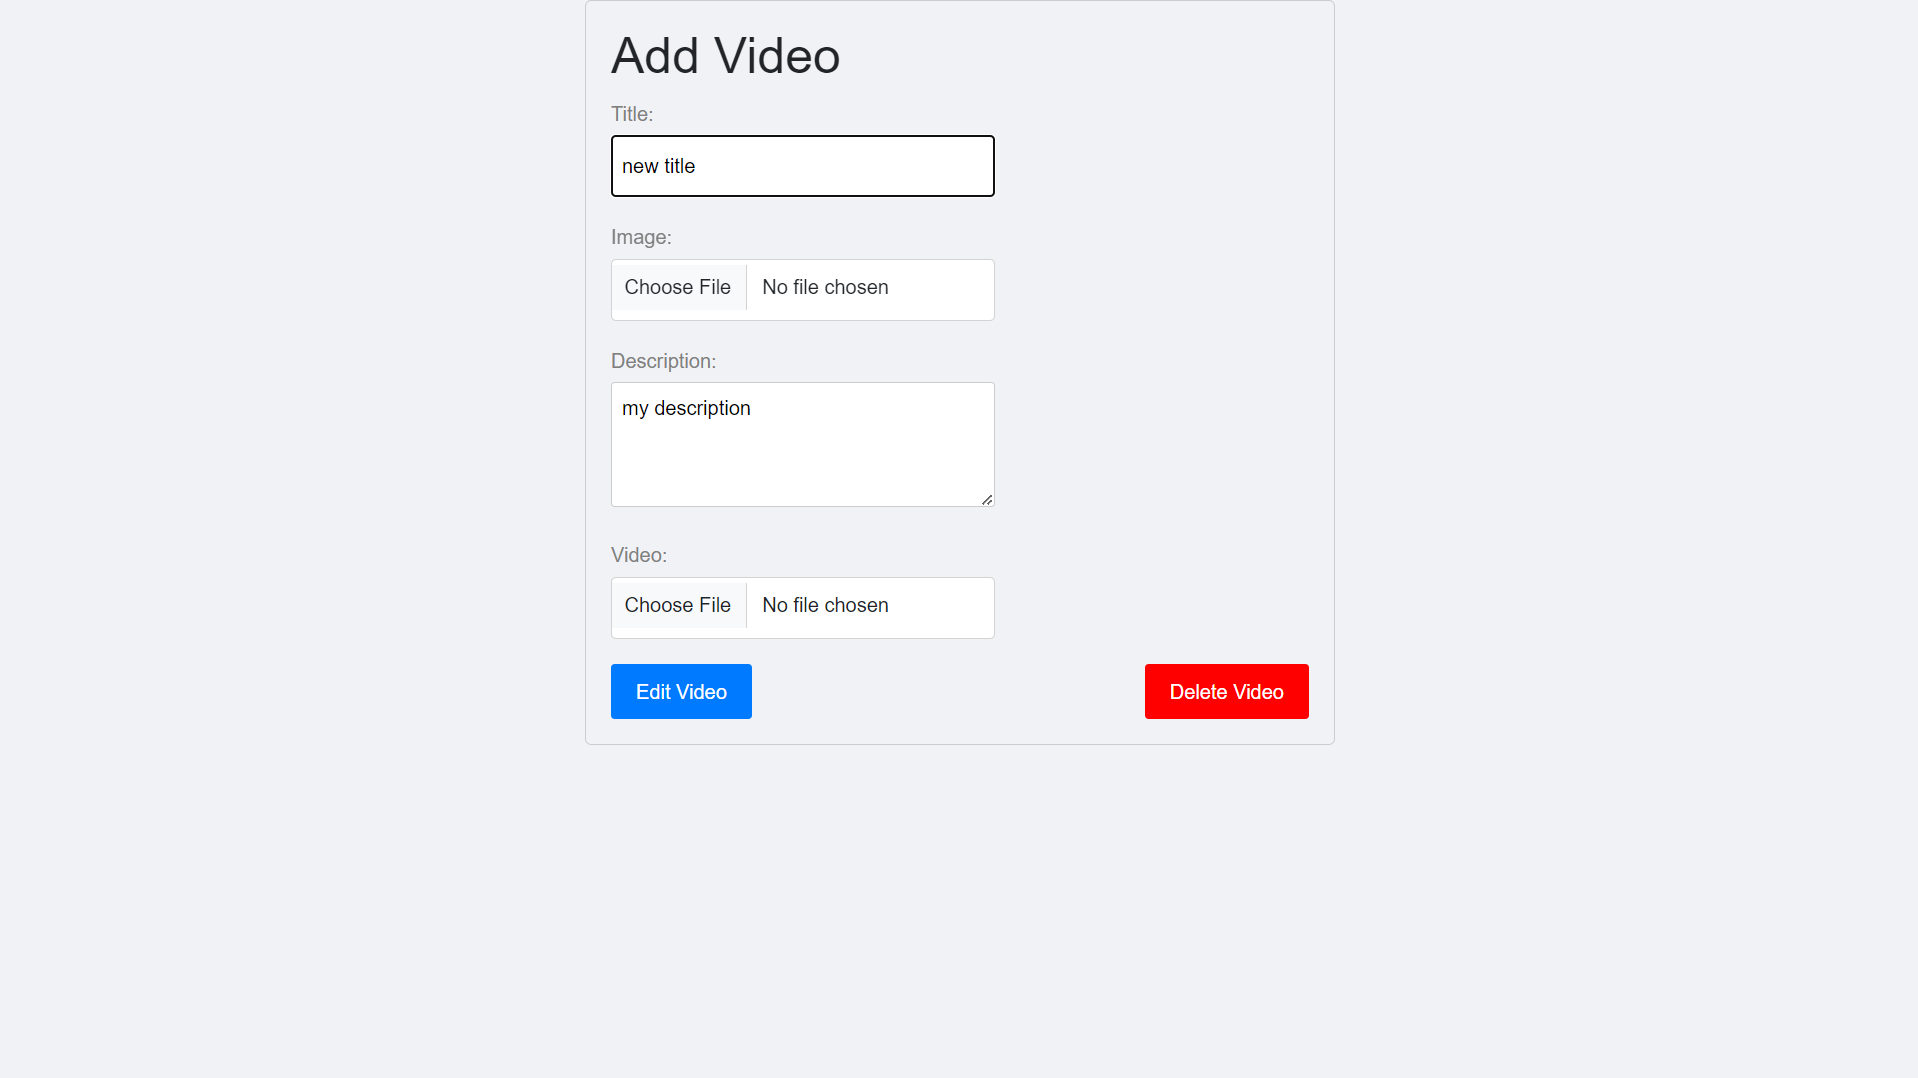 Add Video
Title:
new title
Image:
Choose File No file chosen
Description:
my description
Video:
Choose File No file chosen
Edit Video Delete Video